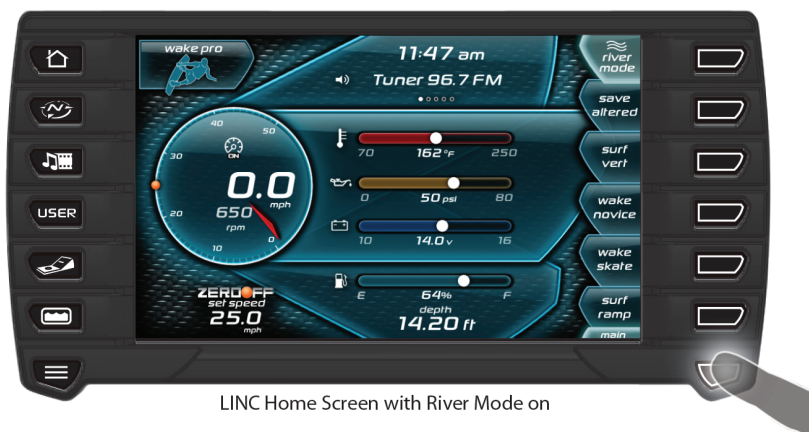 wake pro
11:47 am
Tuner 96.7 FM
river
mode
save
altered
surf
vert
wake
novice
wake
skate
surf
ramp
main
USER
N
40
50
30
20
10
0
ON
0.0
mph
650
rpm
70 162 °F 250
0 50 psi 80
10 14.0 v 16
E 64% F
depth
14.20 ft
ZEROOFF
set speed
25.0
mph
LINC Home Screen with River Mode on